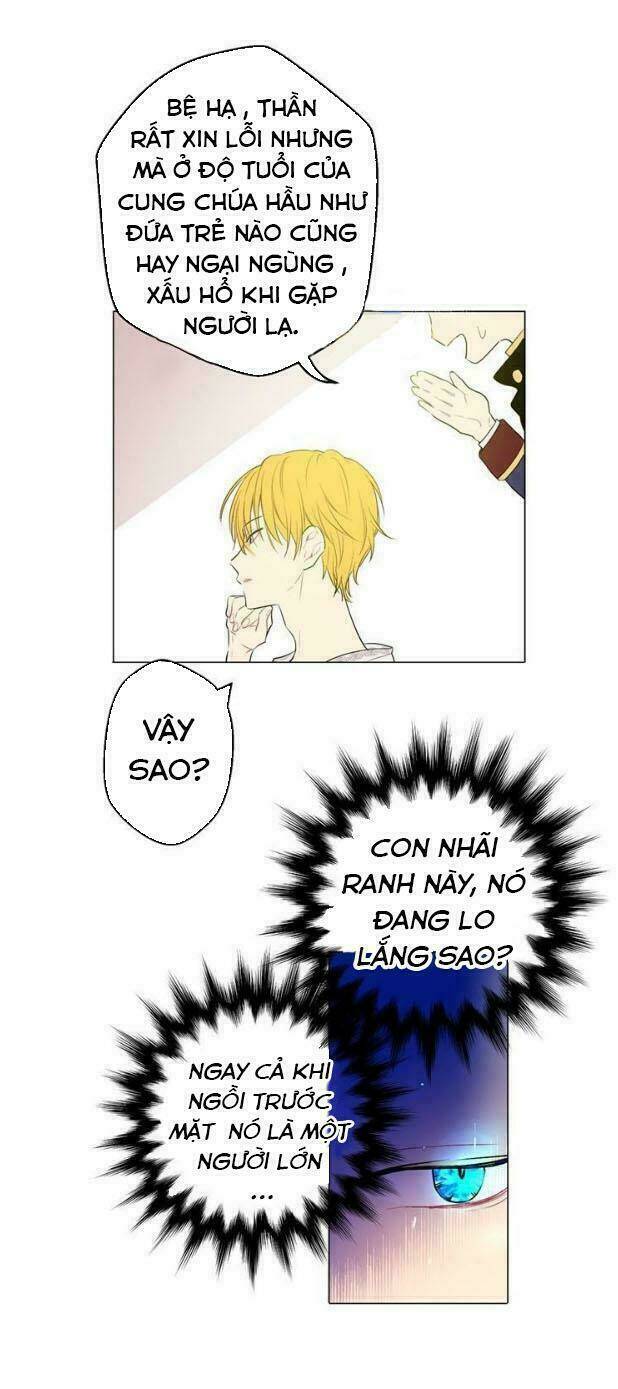 BỆ HẠ , THẦN
RẤT XIN LỖI NHƯNG
MÀ Ở ĐỘ TUỔI CỦA
CUNG CHÚA HẦU NHƯ
ĐỨA TRẺ NÀO CŨNG
HAY NGẠI NGÙNG ,
XẤU HỔ KHI GẶP
NGƯỜI LẠ.
VẬY
SAO?
CON NHÃI
RANH NÀY, NÓ
ĐANG LO
LẮNG SAO?
NGAY CẢ KHI
NGỒI TRƯỚC
MẶT NÓ LÀ MỘT
NGƯỜI LỚN
...